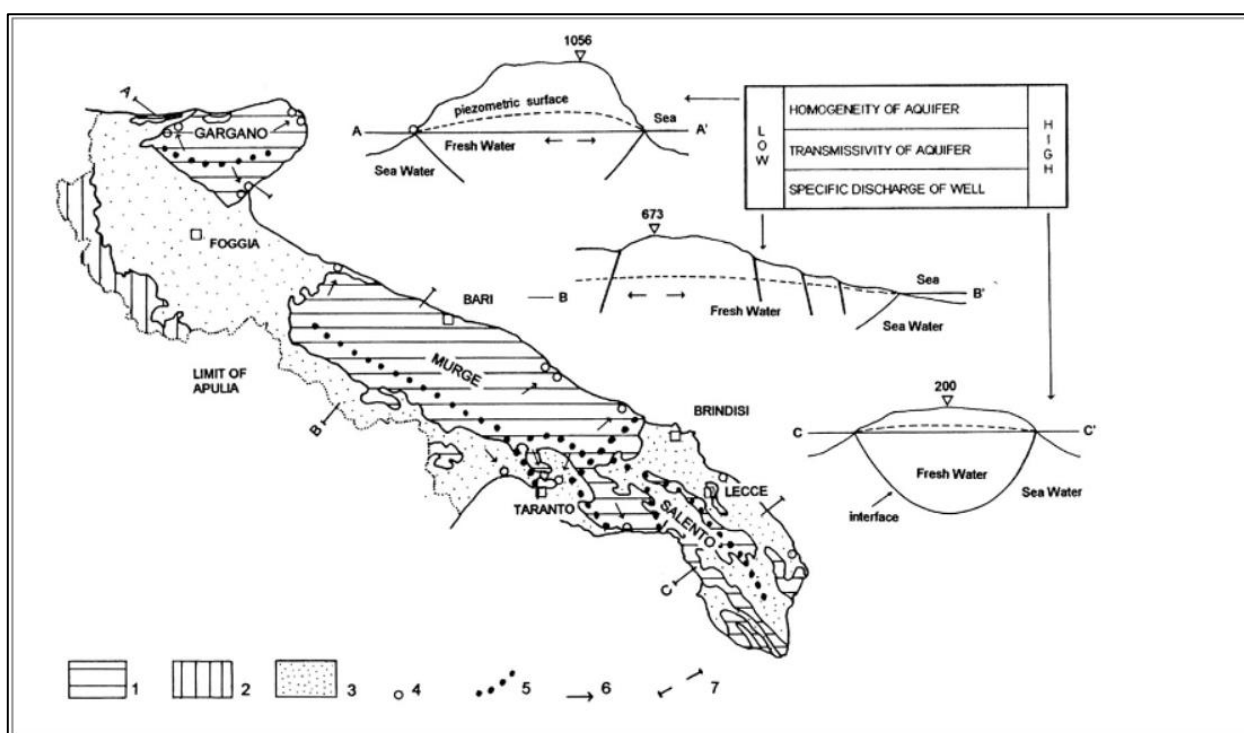 1056
A
piezometric surface
Sea
A
A'
Fresh Water
Sea Water
LOW
HOMOGENEITY OF AQUIFER
TRANSMISSIVITY OF AQUIFER
SPECIFIC DISCHARGE OF WELL
HIGH
GARGANO
FOGGIA
673
B
Sea
B'
Fresh Water
Sea Water
BARI
MURGE
LIMIT OF
APULIA
B
BRINDISI
200
C
C'
Fresh Water
Sea Water
interface
LECCE
TARANTO
SALENTO
C
1
2
3
4
5
6
7